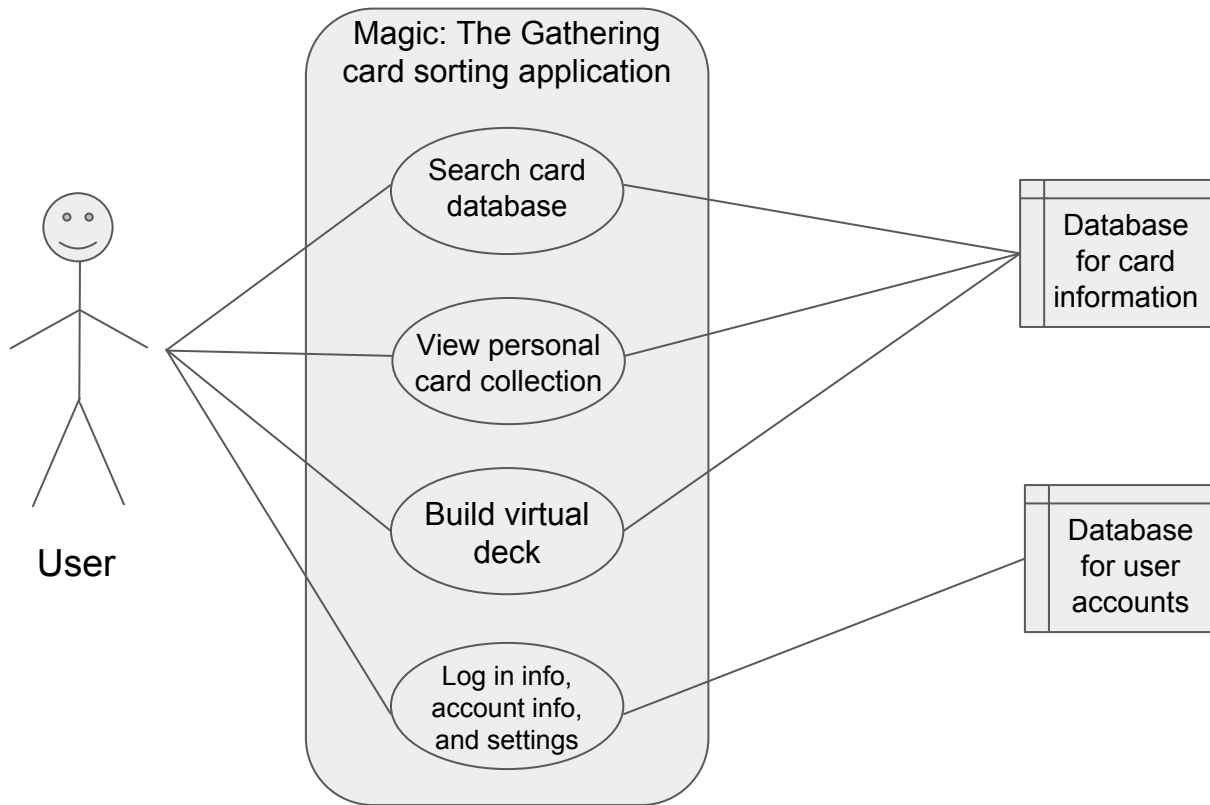 Magic: The Gathering
card sorting application
Search card
database
View personal
card collection
Build virtual
deck
Log in info,
account info,
and settings
User
Database
for card
information
Database
for user
accounts